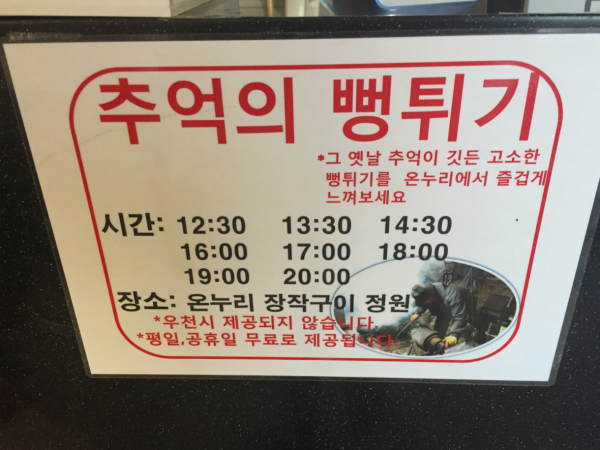 추억의 뻥튀기
*그 옛날 추억이 깃든 고소한
뻥튀기를 온누리에서 즐겁게
느껴보세요
시간: 12:30 13:30 14:30
16:00 17:00 18:00
19:00 20:00
장소: 온누리 장작구이 정원
*우천시 제공되지 않습니다.
*평일,공휴일 무료로 제공됩니다.